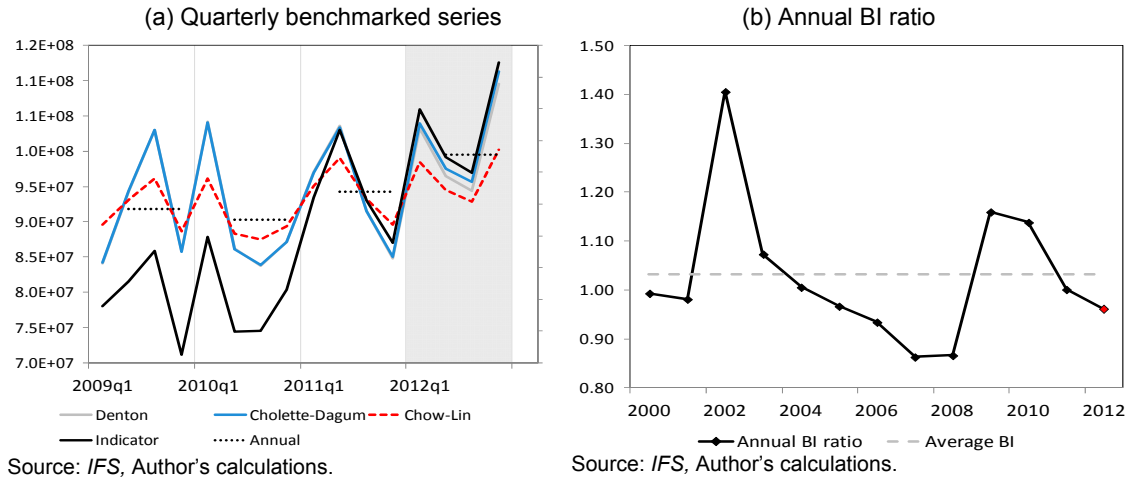 (a) Quarterly benchmarked series
1.2E+08
1.1E+08
1.1E+08
1.0E+08
9.5E+07
9.0E+07
8.5E+07
8.0E+07
7.5E+07
7.0E+07
2009q1 2010q1 2011q1 2012q1
Denton Cholette-Dagum Chow-Lin
Indicator Annual
Source: IFS, Author's calculations.
(b) Annual BI ratio
1.50
1.40
1.30
1.20
1.10
1.00
0.90
0.80
2000 2002 2004 2006 2008 2010 2012
Annual BI ratio Average BI
Source: IFS, Author's calculations.